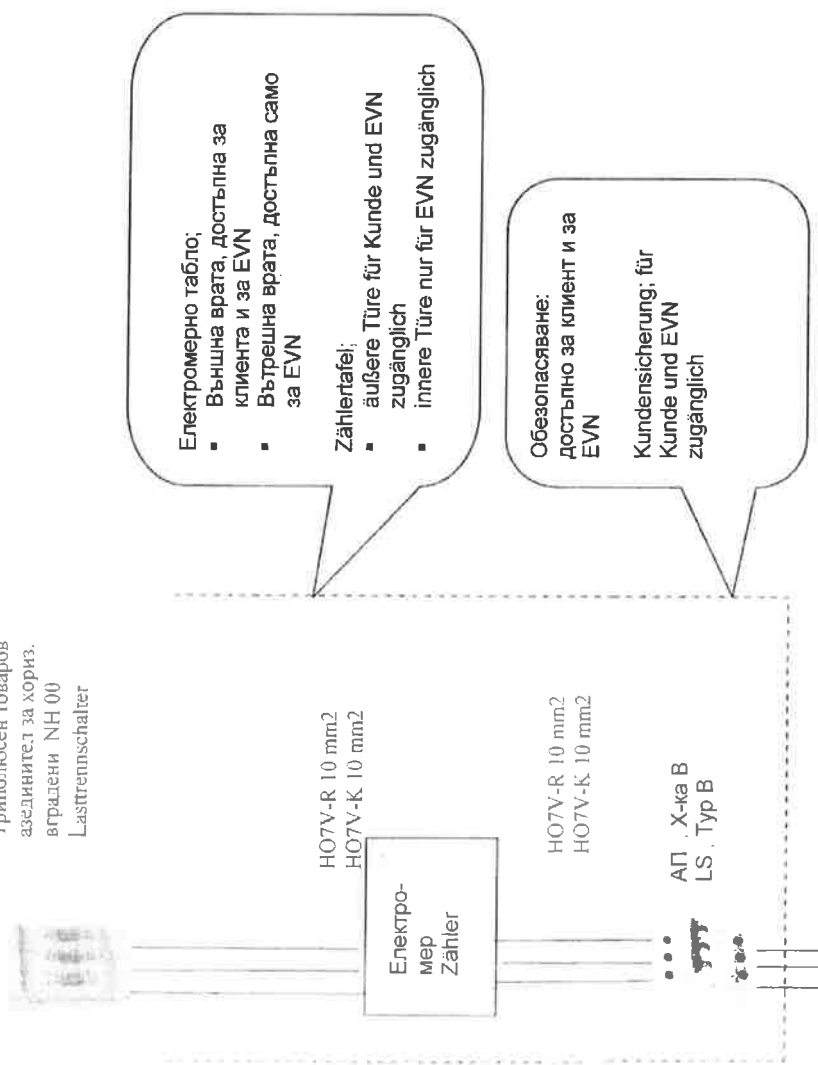 азединител за хориз.
вградени NH 00
Lasttrennschalter
HO7V-R 10 mm2
HO7V-K 10 mm2
Електро-
мер
Zähler
HO7V-R 10 mm2
HO7V-K 10 mm2
АП , Х-ка В
LS , Typ B
Електромерно табло;
▪ Външна врата, достъпна за
клиента и за EVN
▪ Вътрешна врата, достъпна само
за EVN
Zählertafel;
▪ äußere Türe für Kunde und EVN
zugänglich
▪ innere Türe nur für EVN zugänglich
Обезопасяване:
достъпно за клиент и за
EVN
Kundensicherung; für
Kunde und EVN
zugänglich